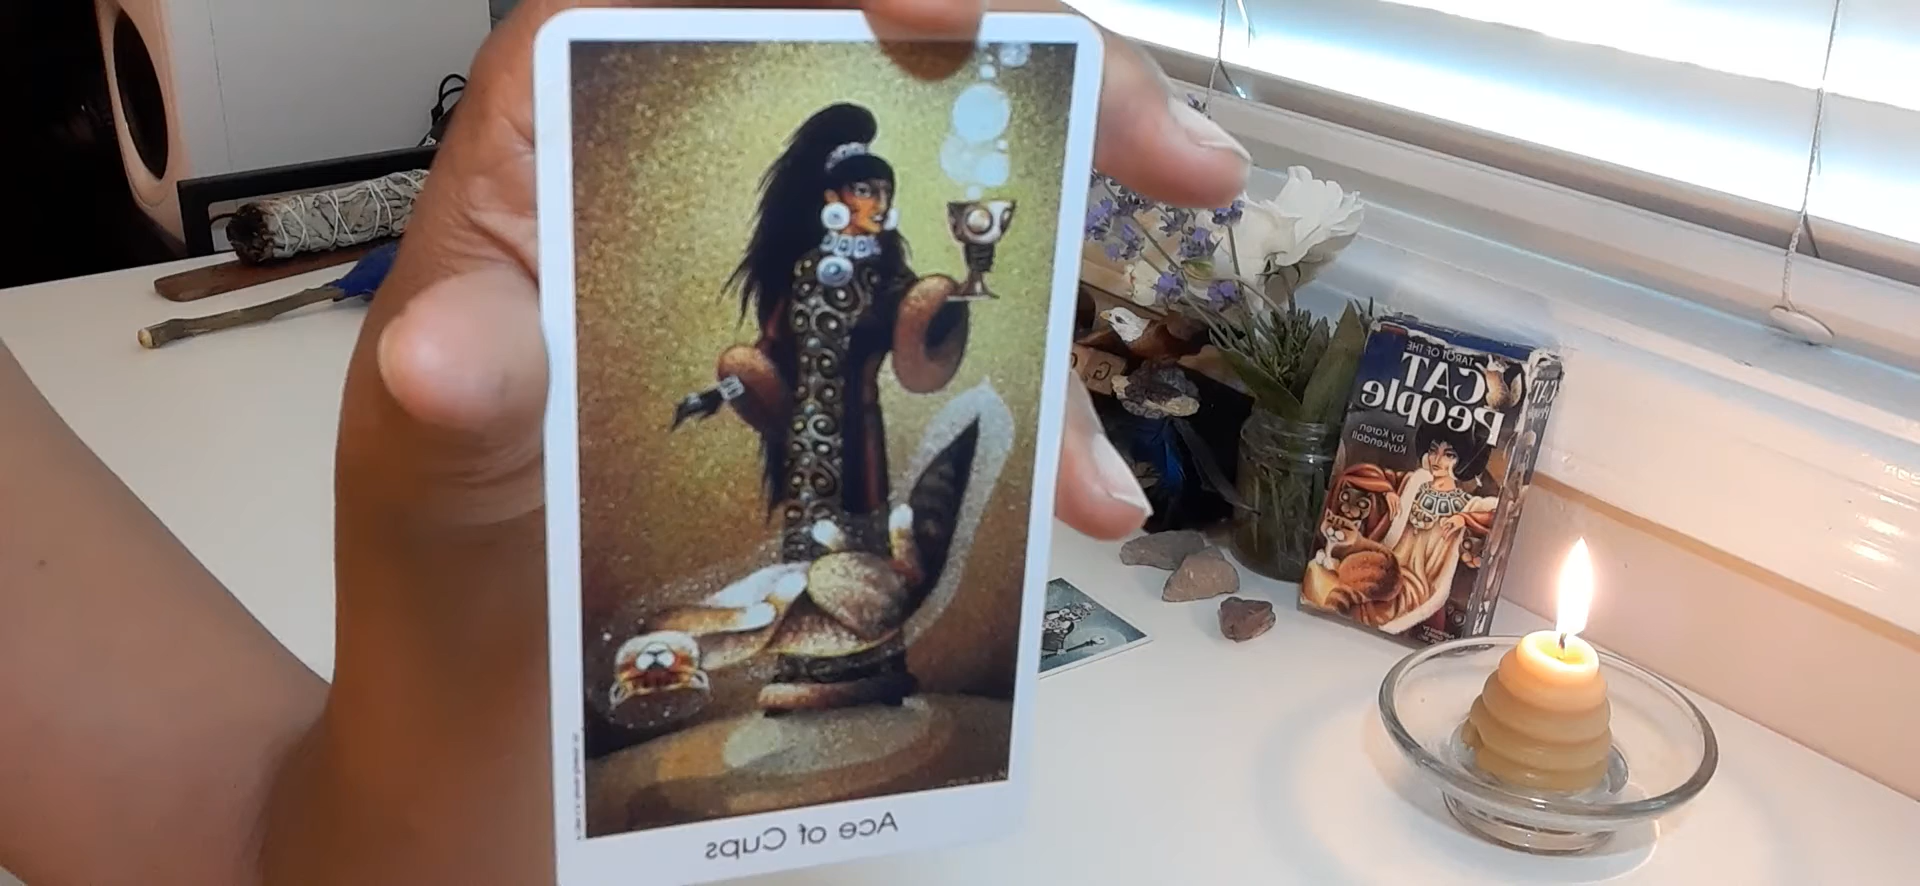 TAROT OF THE
CAT
People
by Karen
Kuykendall
Ace of Cups